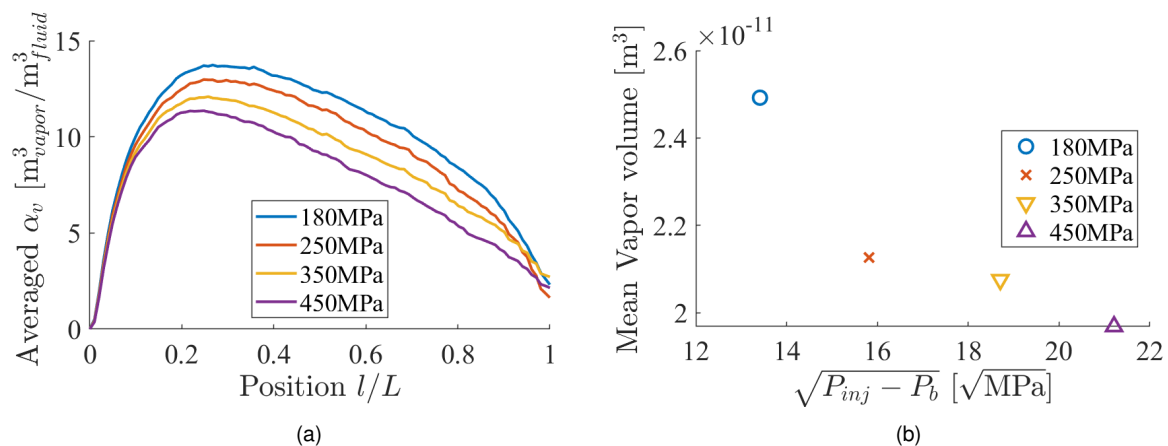 15
10
5
0
0
0.2
0.4
0.6
0.8
1
Averaged α_v [m³_vapor/m³_fluid]
Position l/L
180MPa
250MPa
350MPa
450MPa
(a)
×10⁻¹¹
2.6
2.4
2.2
2
12
14
16
18
20
22
Mean Vapor volume [m³]
√(P_inj − P_b) [√MPa]
180MPa
250MPa
350MPa
450MPa
(b)